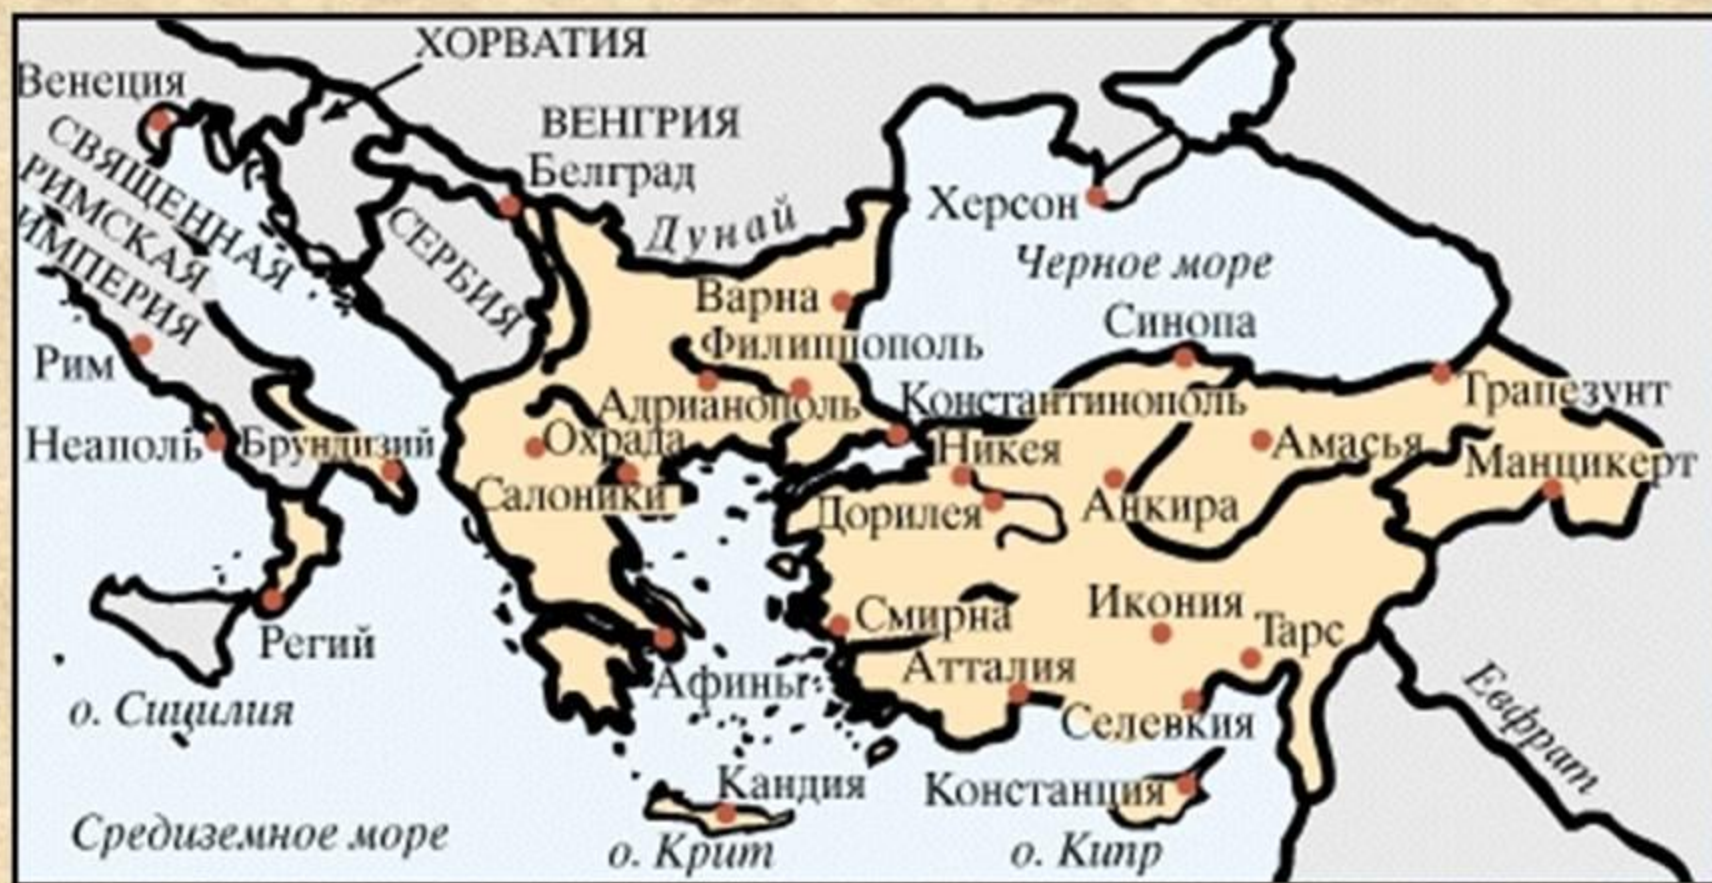 ХОРВАТИЯ
Венеция
ВЕНГРИЯ
Белград
СВЯЩЕННАЯ
РИМСКАЯ
ИМПЕРИЯ
СЕРБИЯ
Дунай
Херсон
Черное море
Варна
Синопа
Филиппополь
Рим
Трапезунт
Адрианополь
Константинополь
Неаполь
Брундизий
Охрада
Никея
Амасья
Манцикерт
Салоники
Дорилея
Анкира
Смирна
Икония
Тарс
Регий
Афины
Атталия
Селевкия
Евфрат
о. Сицилия
Кандия
Констанция
Средиземное море
о. Крит
о. Кипр